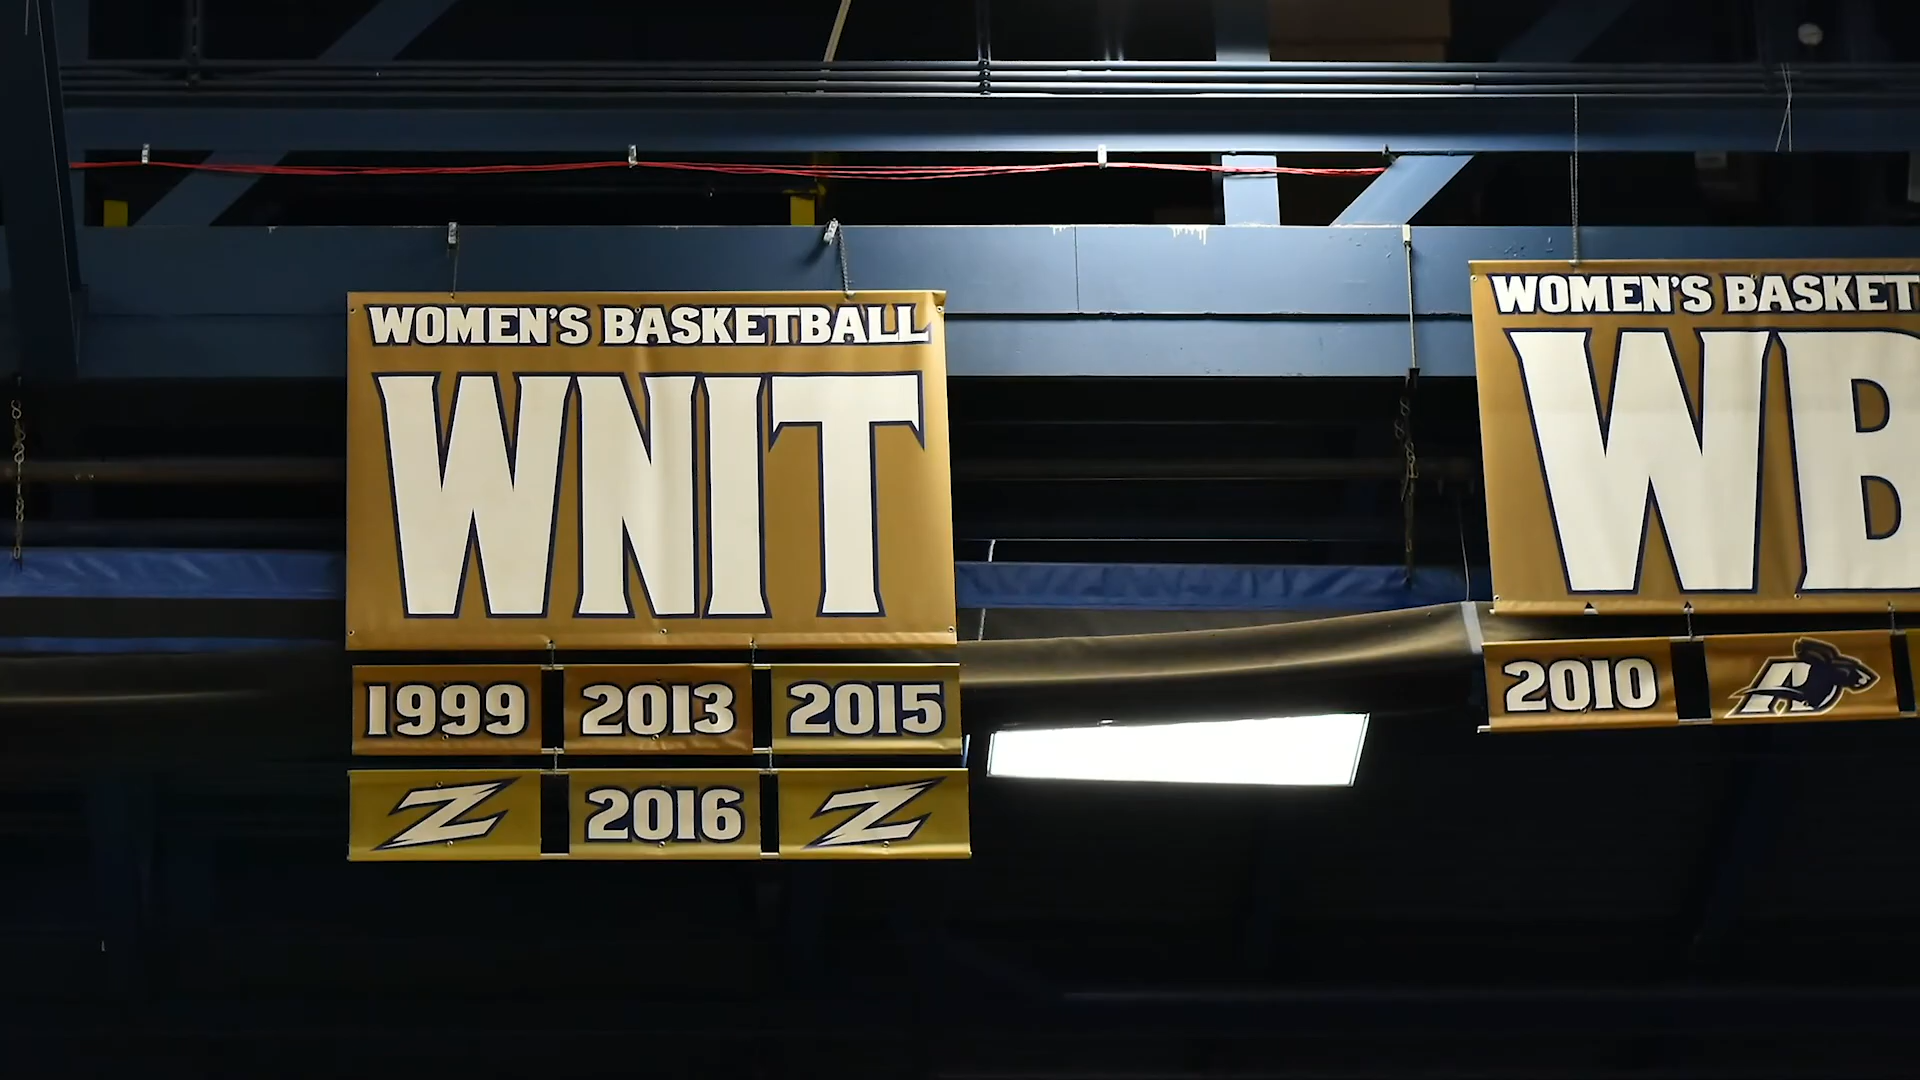 WOMEN'S BASKETBALL
WNIT
1999 2013 2015
Z 2016 Z
WOMEN'S BASKET
WB
2010 A